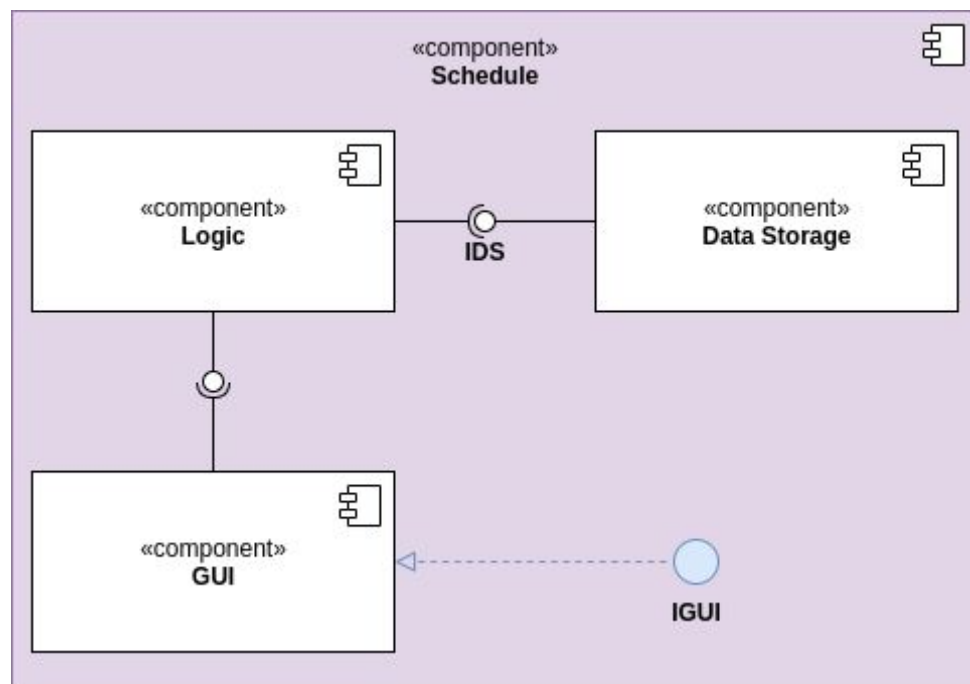 «component»
Schedule
«component»
Logic
IDS
«component»
Data Storage
«component»
GUI
IGUI